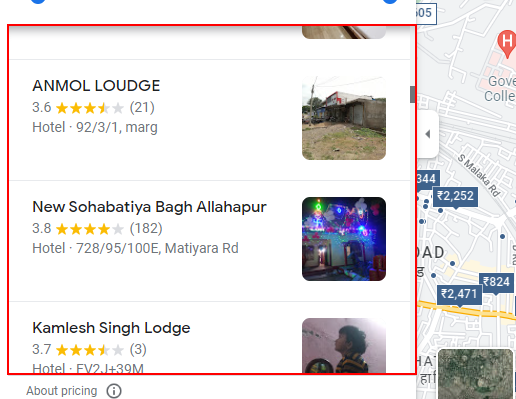 ANMOL LOUDGE
3.6 (21)
Hotel · 92/3/1, marg
New Sohabatiya Bagh Allahapur
3.8 (182)
Hotel · 728/95/100E, Matiyara Rd
Kamlesh Singh Lodge
3.7 (3)
Hotel · FV2J+39M
About pricing
605
H
Gove
Colle
S Malaka Rd
344
₹2,252
OAD
₹824
₹2,471